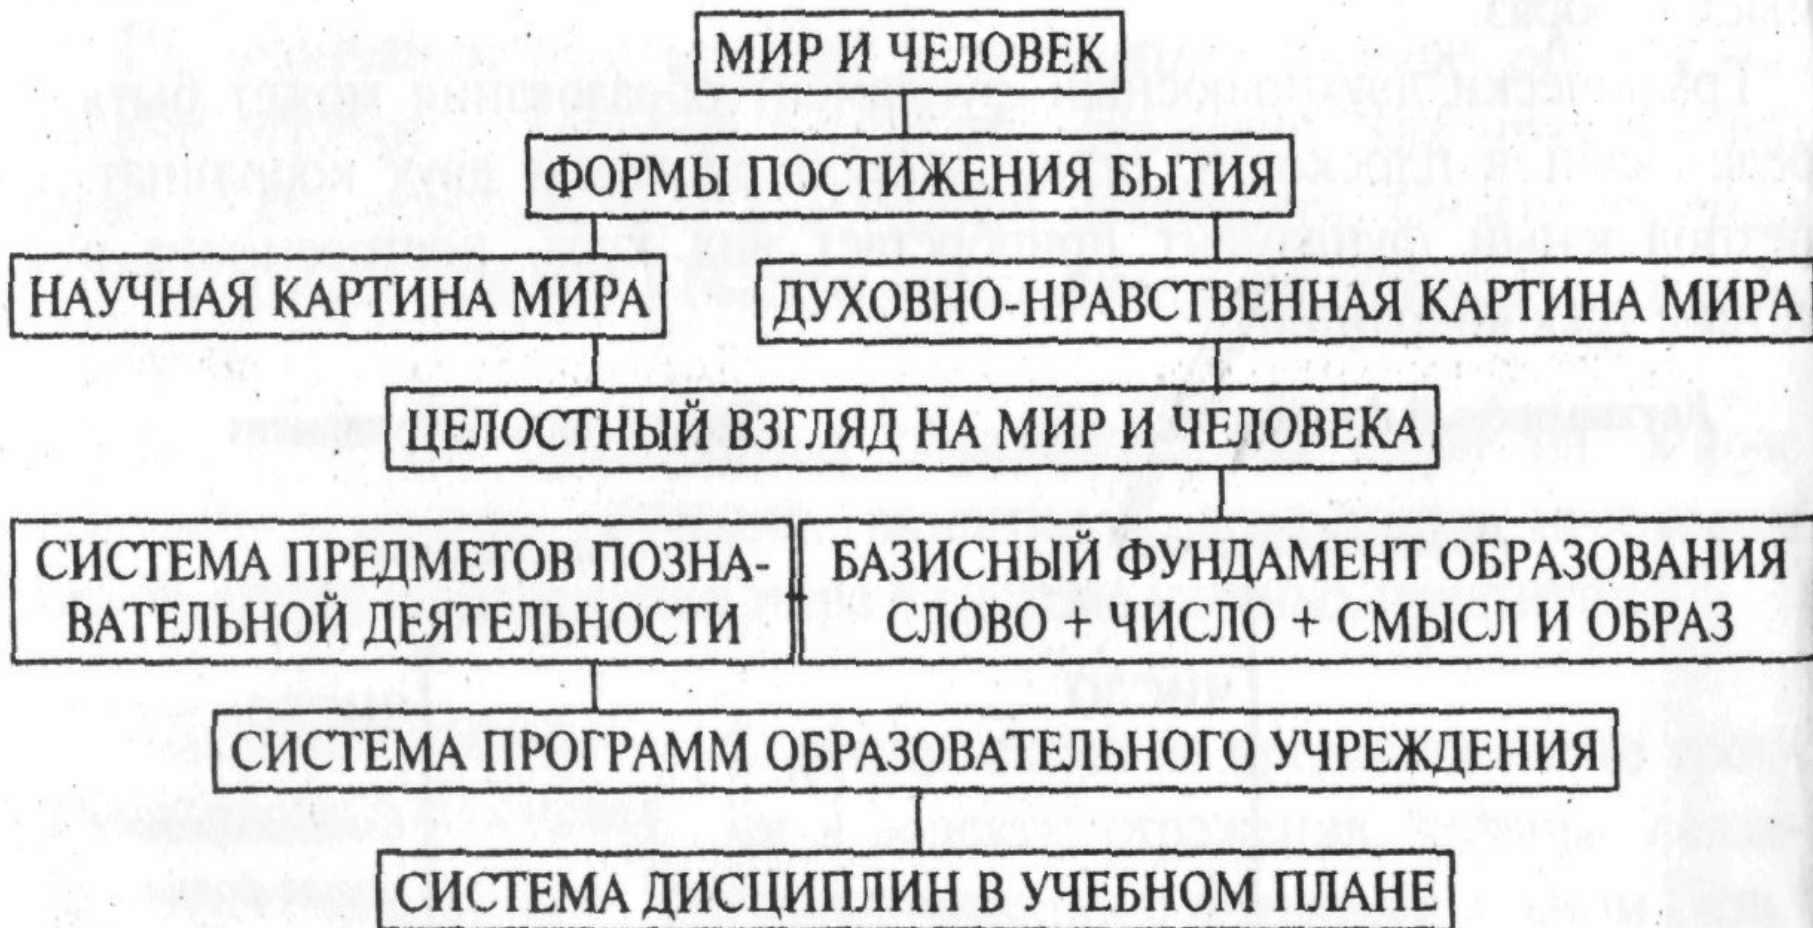 МИР И ЧЕЛОВЕК
ФОРМЫ ПОСТИЖЕНИЯ БЫТИЯ
НАУЧНАЯ КАРТИНА МИРА
ДУХОВНО-НРАВСТВЕННАЯ КАРТИНА МИРА
ЦЕЛОСТНЫЙ ВЗГЛЯД НА МИР И ЧЕЛОВЕКА
СИСТЕМА ПРЕДМЕТОВ ПОЗНА-
ВАТЕЛЬНОЙ ДЕЯТЕЛЬНОСТИ
БАЗИСНЫЙ ФУНДАМЕНТ ОБРАЗОВАНИЯ
СЛОВО + ЧИСЛО + СМЫСЛ И ОБРАЗ
СИСТЕМА ПРОГРАММ ОБРАЗОВАТЕЛЬНОГО УЧРЕЖДЕНИЯ
СИСТЕМА ДИСЦИПЛИН В УЧЕБНОМ ПЛАНЕ